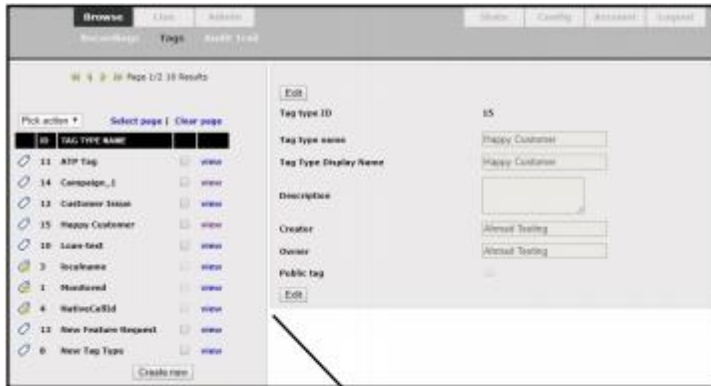 Browse Live Admin Stats Config Account Logout
Recordings Tags Audit Trail
Page 1/2 18 Results
Pick action Select page | Clear page
ID TAG TYPE NAME
11 ATP Tag view
14 Campaign_1 view
12 Customer Issue view
15 Happy Customer view
10 Loan-test view
3 localname view
1 Monitored view
4 NativeCallId view
13 New Feature Request view
8 New Tag Type view
Create new
Edit
Tag type ID 15
Tag type name Happy Customer
Tag Type Display Name Happy Customer
Description
Creator Ahmad Testing
Owner Ahmad Testing
Public tag
Edit